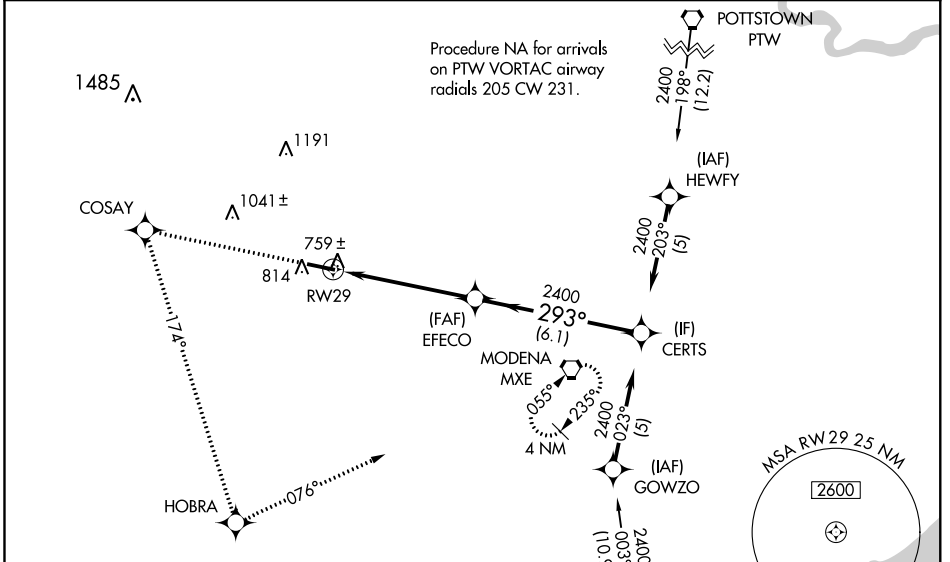 POTTSTOWN
PTW
Procedure NA for arrivals
on PTW VORTAC airway
radials 205 CW 231.
2400
198°
(12.2)
1485
1191
(IAF)
HEWFY
1041±
COSAY
2400
203°
(5)
759±
814
RW29
2400
293°
(6.1)
(FAF)
EFECO
(IF)
CERTS
MODENA
MXE
055°
235°
4 NM
2400
023°
(5)
174°
(IAF)
GOWZO
MSA RW29 25 NM
2600
HOBRA
076°
2400
003°